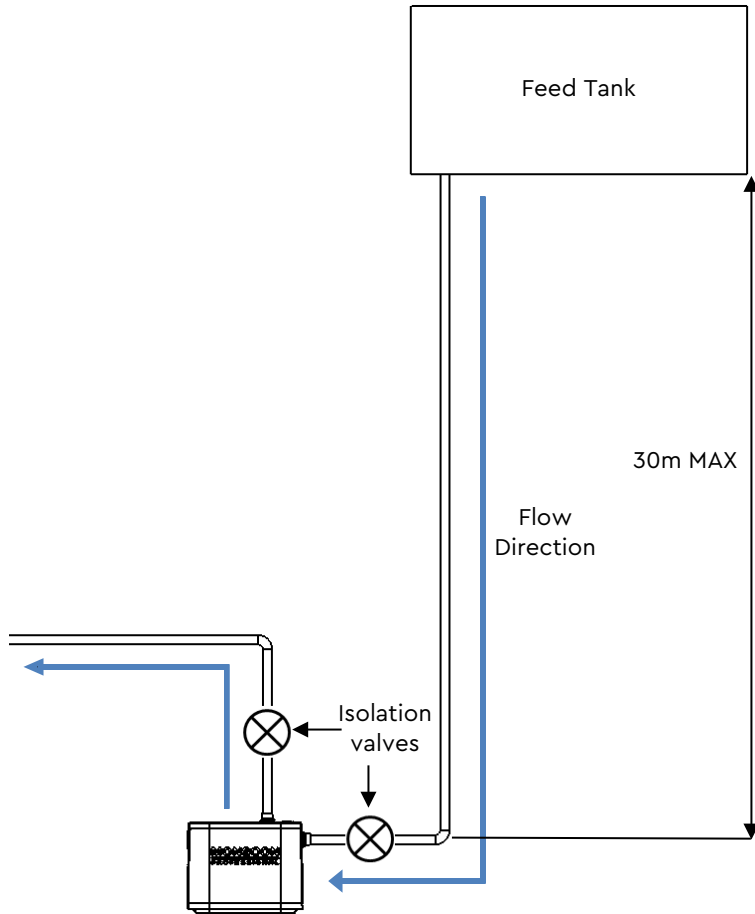 Feed Tank
30m MAX
Flow
Direction
Isolation
valves